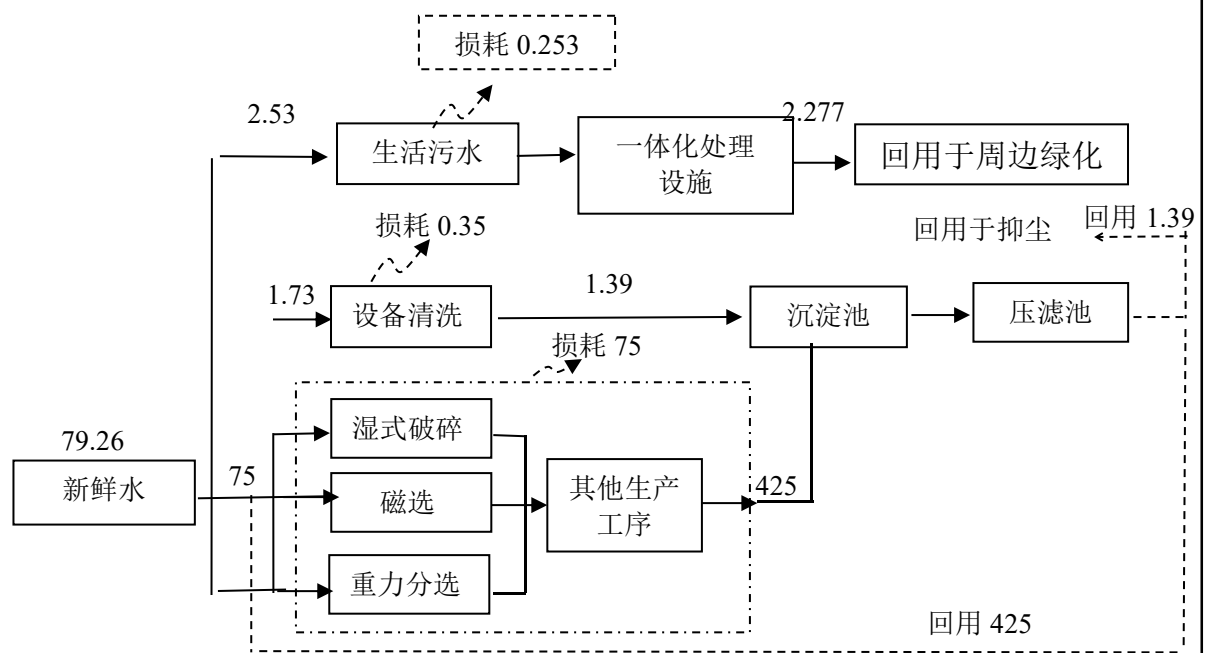 损耗 0.253
2.53
2.277
生活污水
一体化处理
设施
回用于周边绿化
损耗 0.35
回用于抑尘
回用 1.39
1.73
设备清洗
1.39
沉淀池
压滤池
损耗 75
湿式破碎
79.26
新鲜水
75
磁选
其他生产
工序
425
重力分选
回用 425